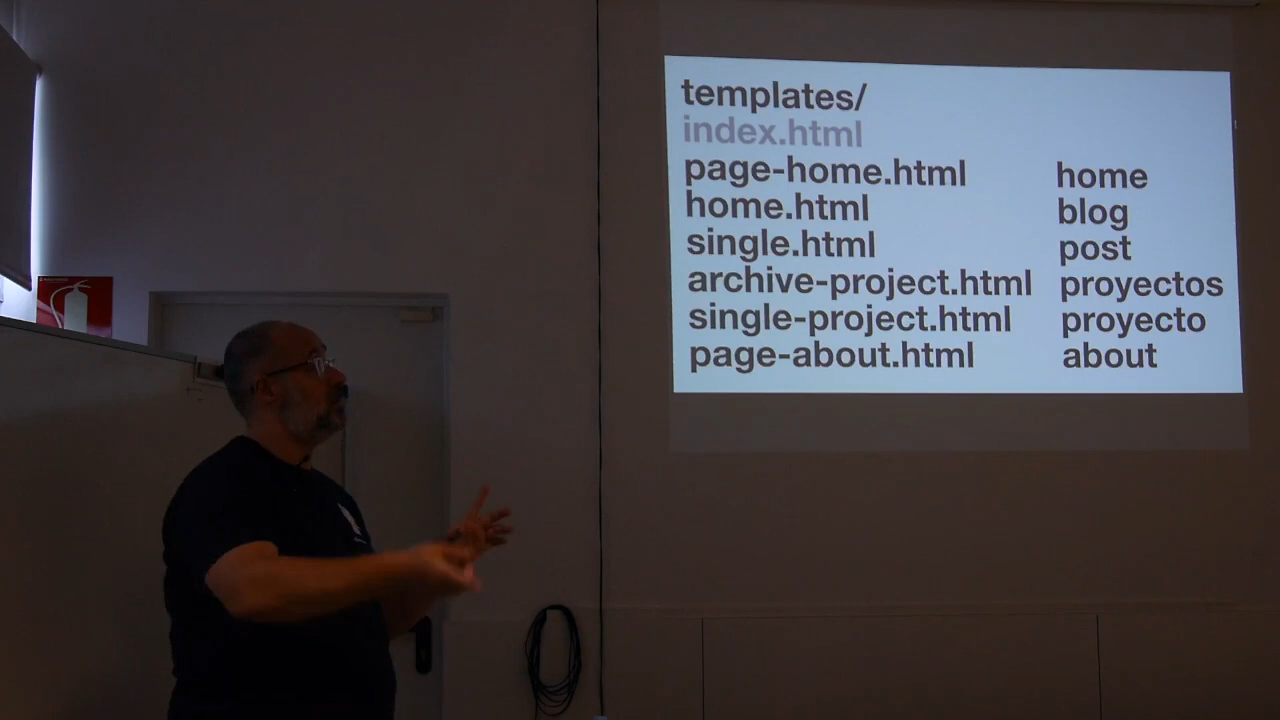 templates/
index.html
page-home.html home
home.html blog
single.html post
archive-project.html proyectos
single-project.html proyecto
page-about.html about